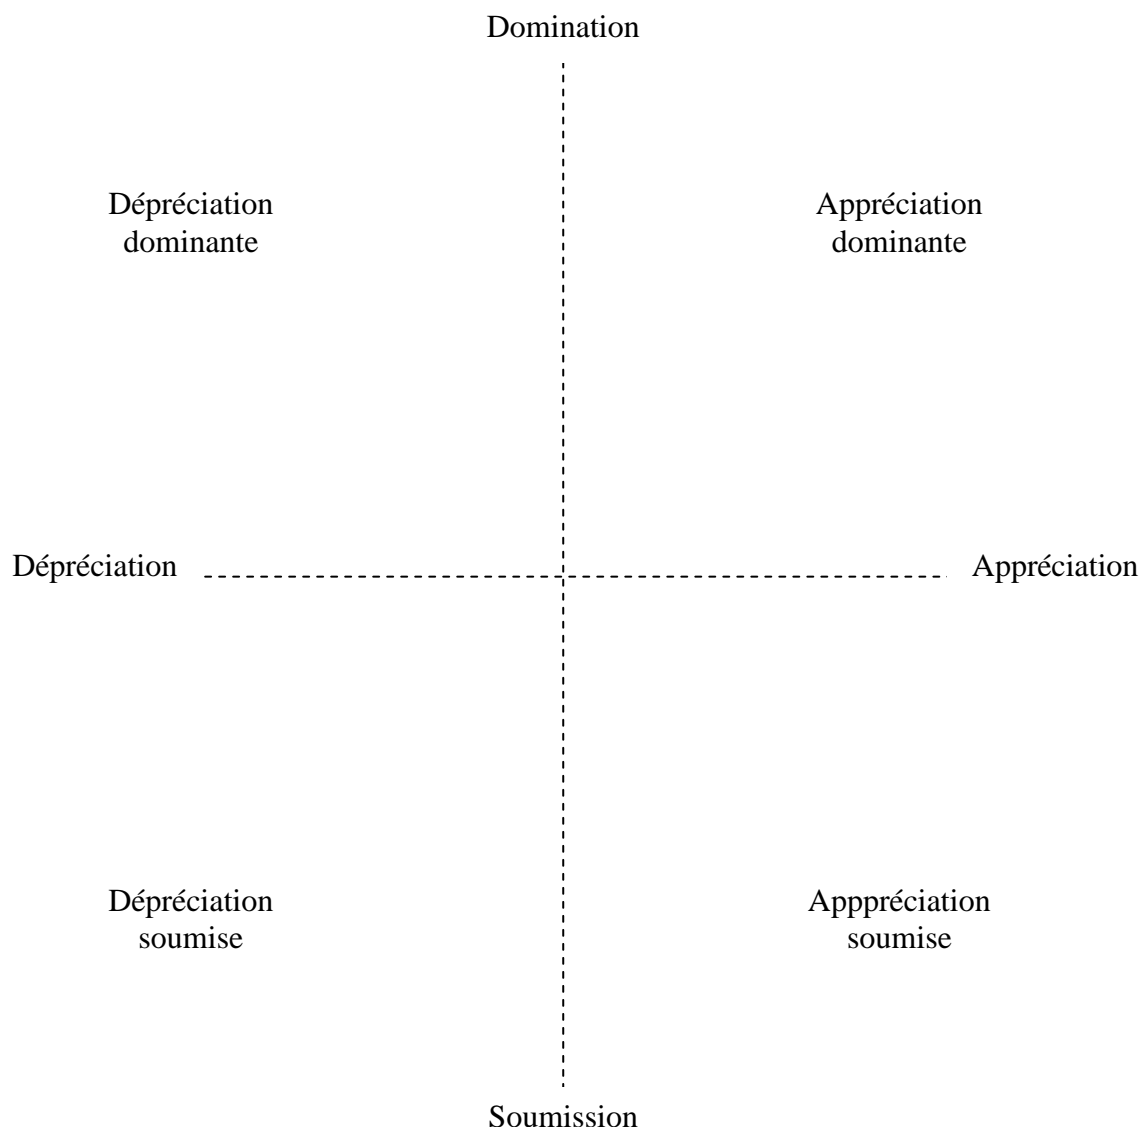 Domination
Dépréciation
dominante
Appréciation
dominante
Dépréciation
Appréciation
Dépréciation
soumise
Apppréciation
soumise
Soumission